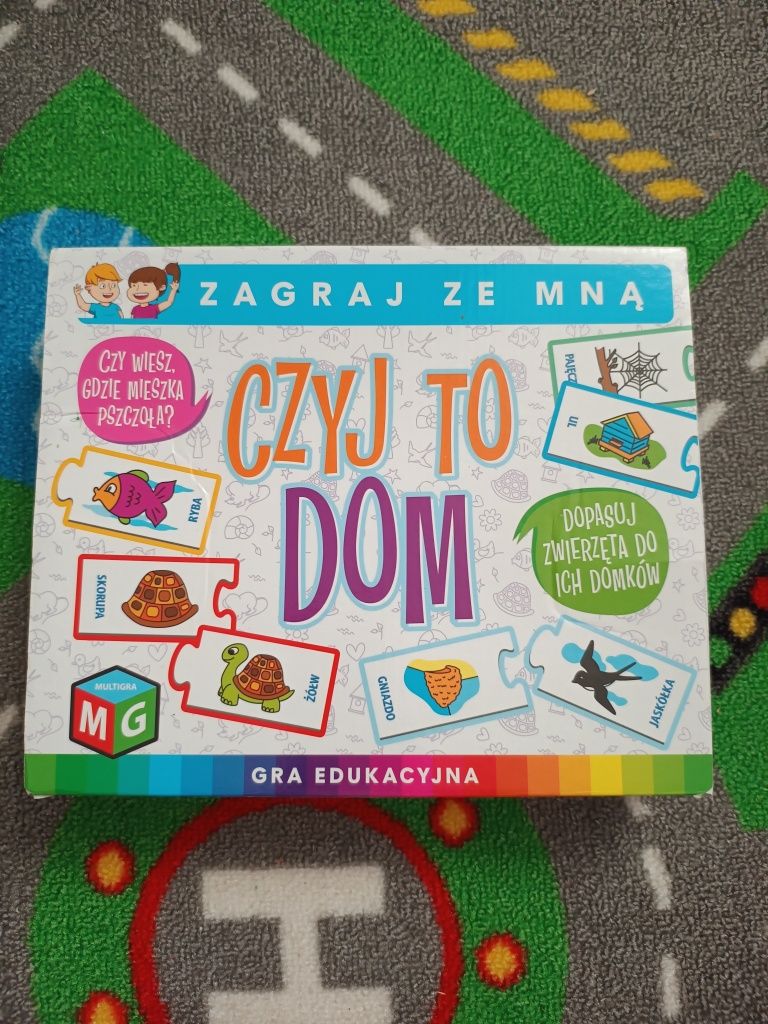 ZAGRAJ ZE MNĄ
CZY WIESZ,
GDZIE MIESZKA
PSZCZOŁA?
CZYJ TO
DOM
UL
RYBA
DOPASUJ
ZWIERZĘTA DO
ICH DOMKÓW
SKORUPA
ŻÓŁW
GNIAZDO
JASKÓŁKA
MULTIGRA
MG
GRA EDUKACYJNA
H